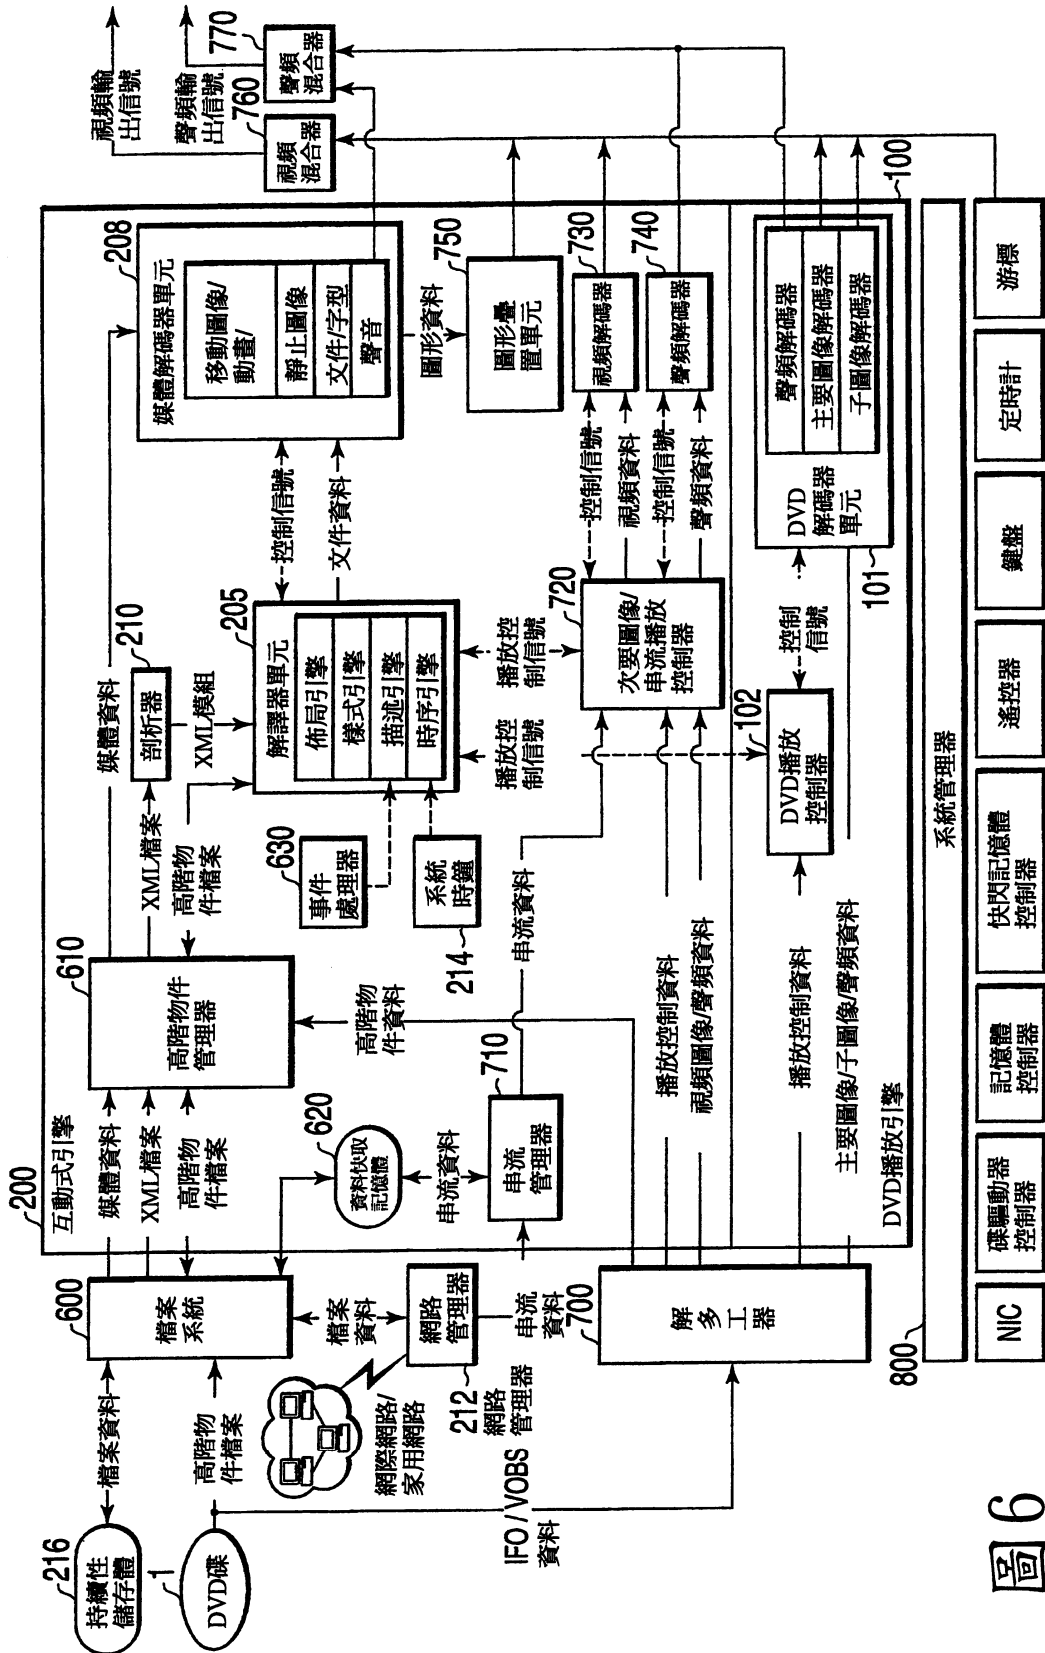 視頻輸
出信號
聲頻輸
出信號
770
聲頻
混合器
760
視頻
混合器
200
互動式引擎
208
媒體解碼器單元
移動圖像/
動畫/
靜止圖像
文件/字型
聲音
圖形資料
750
圖形疊
置單元
730
視頻解碼器
740
聲頻解碼器
控制信號
視頻資料
控制信號
聲頻資料
媒體資料
210
剖析器
XML檔案
XML模組
高階物
件檔案
205
解譯器單元
佈局引擎
樣式引擎
描述引擎
時序引擎
控制信號
文件資料
630
事件
處理器
系統
時鐘
214
播放控
制信號
播放控
制信號
720
次要圖像/
串流播放
控制器
610
高階物件
管理器
媒體資料
XML檔案
高階物
件檔案
高階物
件資料
620
資料快取
記憶體
串流資料
710
串流
管理器
串流資料
播放控制資料
視頻圖像/聲頻資料
100
DVD播放引擎
101
DVD
解碼器
單元
聲頻解碼器
主要圖像解碼器
子圖像解碼器
控制
信號
102
DVD播放
控制器
播放控制資料
主要圖像/子圖像/聲頻資料
600
檔案
系統
檔案
資料
網路
管理器
212
網路
管理器
串流
資料
700
解
多
工
器
網際網路/
家用網路
檔案資料
高階物
件檔案
216
持續性
儲存體
1
DVD碟
IFO/VOBS
資料
800
系統管理器
NIC
碟驅動器
控制器
記憶體
控制器
快閃記憶體
控制器
遙控器
鍵盤
定時計
游標
圖6